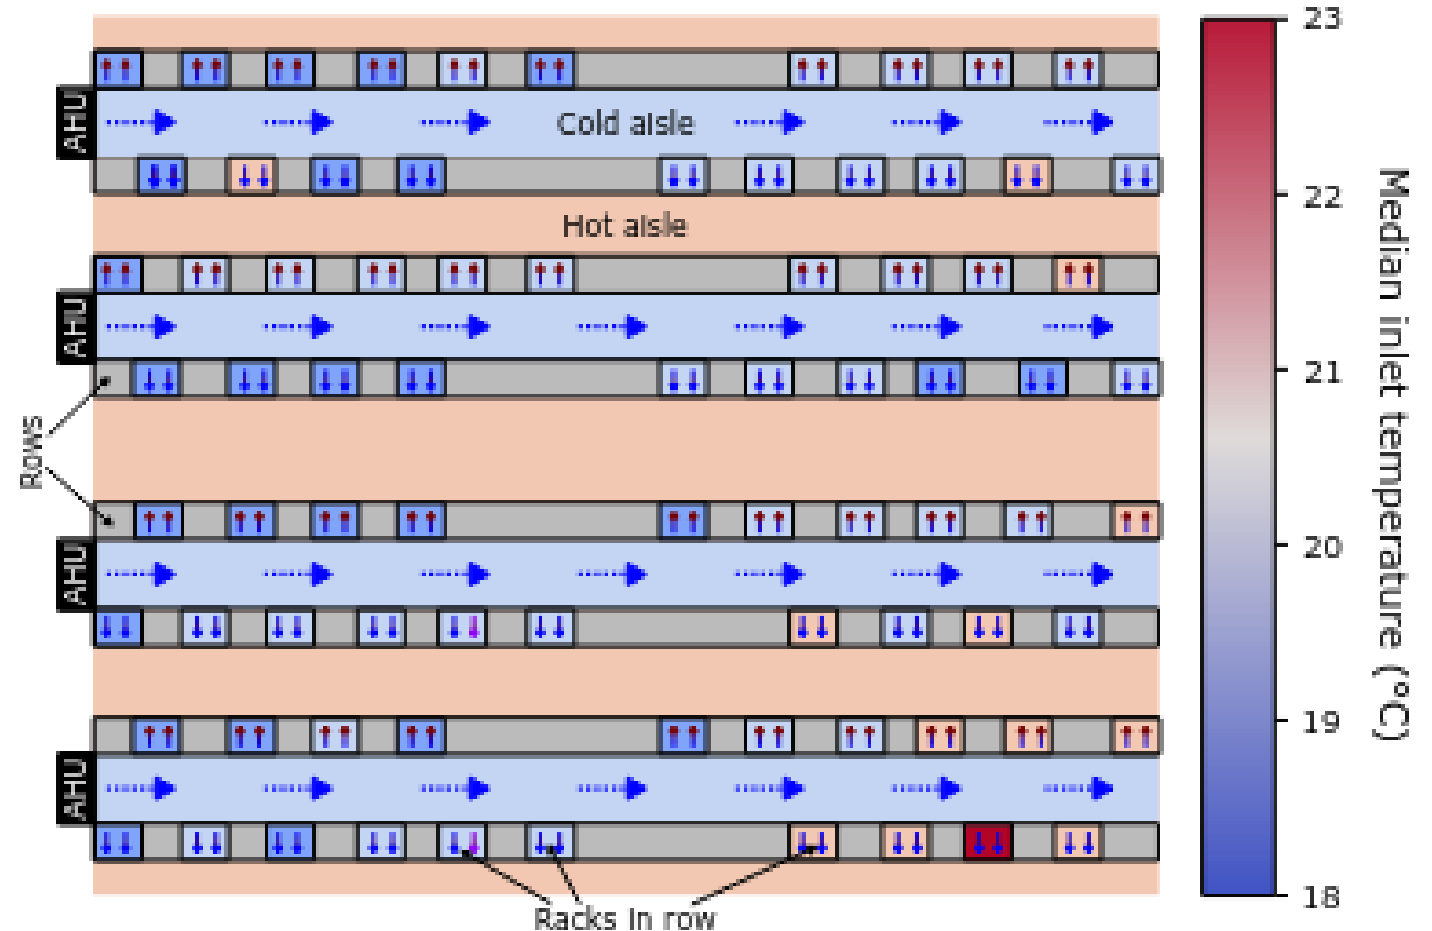 AHU
Cold aisle
Hot aisle
AHU
Rows
AHU
AHU
Racks in row
23
22
21
20
19
18
Median inlet temperature (°C)